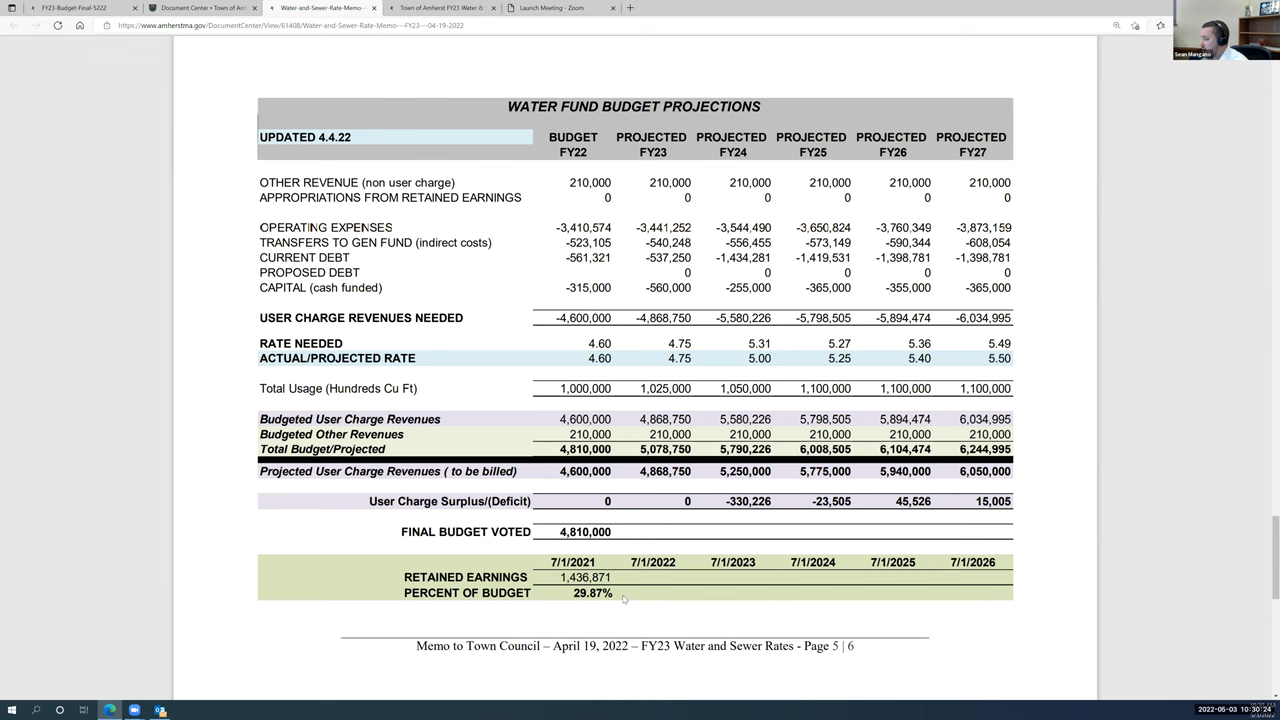 FY23-Budget-Final-5222
Document Center • Town of Am
Water-and-Sewer-Rate-Memo-
Town of Amherst FY23 Water &
Launch Meeting - Zoom
https://www.amherstma.gov/DocumentCenter/View/61408/Water-and-Sewer-Rate-Memo---FY23---04-19-2022
Sean Mangano
WATER FUND BUDGET PROJECTIONS
UPDATED 4.4.22 BUDGET PROJECTED PROJECTED PROJECTED PROJECTED PROJECTED
FY22 FY23 FY24 FY25 FY26 FY27
OTHER REVENUE (non user charge) 210,000 210,000 210,000 210,000 210,000 210,000
APPROPRIATIONS FROM RETAINED EARNINGS 0 0 0 0 0 0
OPERATING EXPENSES -3,410,574 -3,441,252 -3,544,490 -3,650,824 -3,760,349 -3,873,159
TRANSFERS TO GEN FUND (indirect costs) -523,105 -540,248 -556,455 -573,149 -590,344 -608,054
CURRENT DEBT -561,321 -537,250 -1,434,281 -1,419,531 -1,398,781 -1,398,781
PROPOSED DEBT 0 0 0 0 0
CAPITAL (cash funded) -315,000 -560,000 -255,000 -365,000 -355,000 -365,000
USER CHARGE REVENUES NEEDED -4,600,000 -4,868,750 -5,580,226 -5,798,505 -5,894,474 -6,034,995
RATE NEEDED 4.60 4.75 5.31 5.27 5.36 5.49
ACTUAL/PROJECTED RATE 4.60 4.75 5.00 5.25 5.40 5.50
Total Usage (Hundreds Cu Ft) 1,000,000 1,025,000 1,050,000 1,100,000 1,100,000 1,100,000
Budgeted User Charge Revenues 4,600,000 4,868,750 5,580,226 5,798,505 5,894,474 6,034,995
Budgeted Other Revenues 210,000 210,000 210,000 210,000 210,000 210,000
Total Budget/Projected 4,810,000 5,078,750 5,790,226 6,008,505 6,104,474 6,244,995
Projected User Charge Revenues ( to be billed) 4,600,000 4,868,750 5,250,000 5,775,000 5,940,000 6,050,000
User Charge Surplus/(Deficit) 0 0 -330,226 -23,505 45,526 15,005
FINAL BUDGET VOTED 4,810,000
7/1/2021 7/1/2022 7/1/2023 7/1/2024 7/1/2025 7/1/2026
RETAINED EARNINGS 1,436,871
PERCENT OF BUDGET 29.87%
Memo to Town Council – April 19, 2022 – FY23 Water and Sewer Rates - Page 5 | 6
2022-05-03 10:30:24